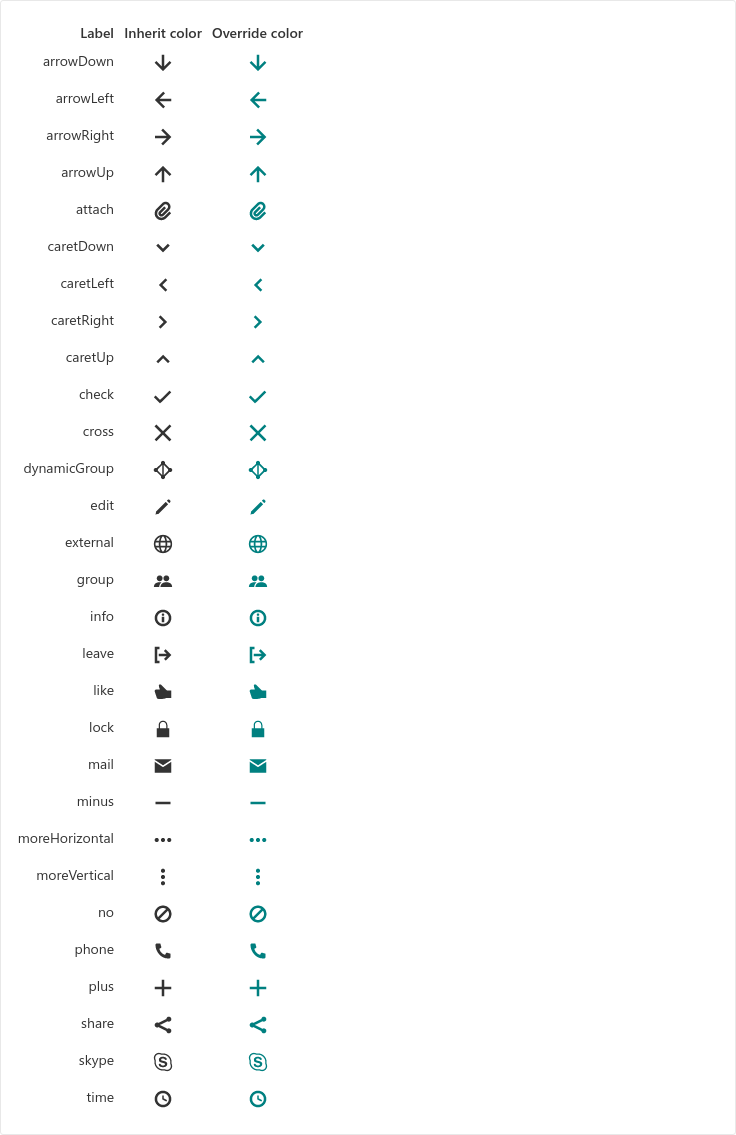 Label Inherit color Override color
arrowDown
arrowLeft
arrowRight
arrowUp
attach
caretDown
caretLeft
caretRight
caretUp
check
cross
dynamicGroup
edit
external
group
info
leave
like
lock
mail
minus
moreHorizontal
moreVertical
no
phone
plus
share
skype
time